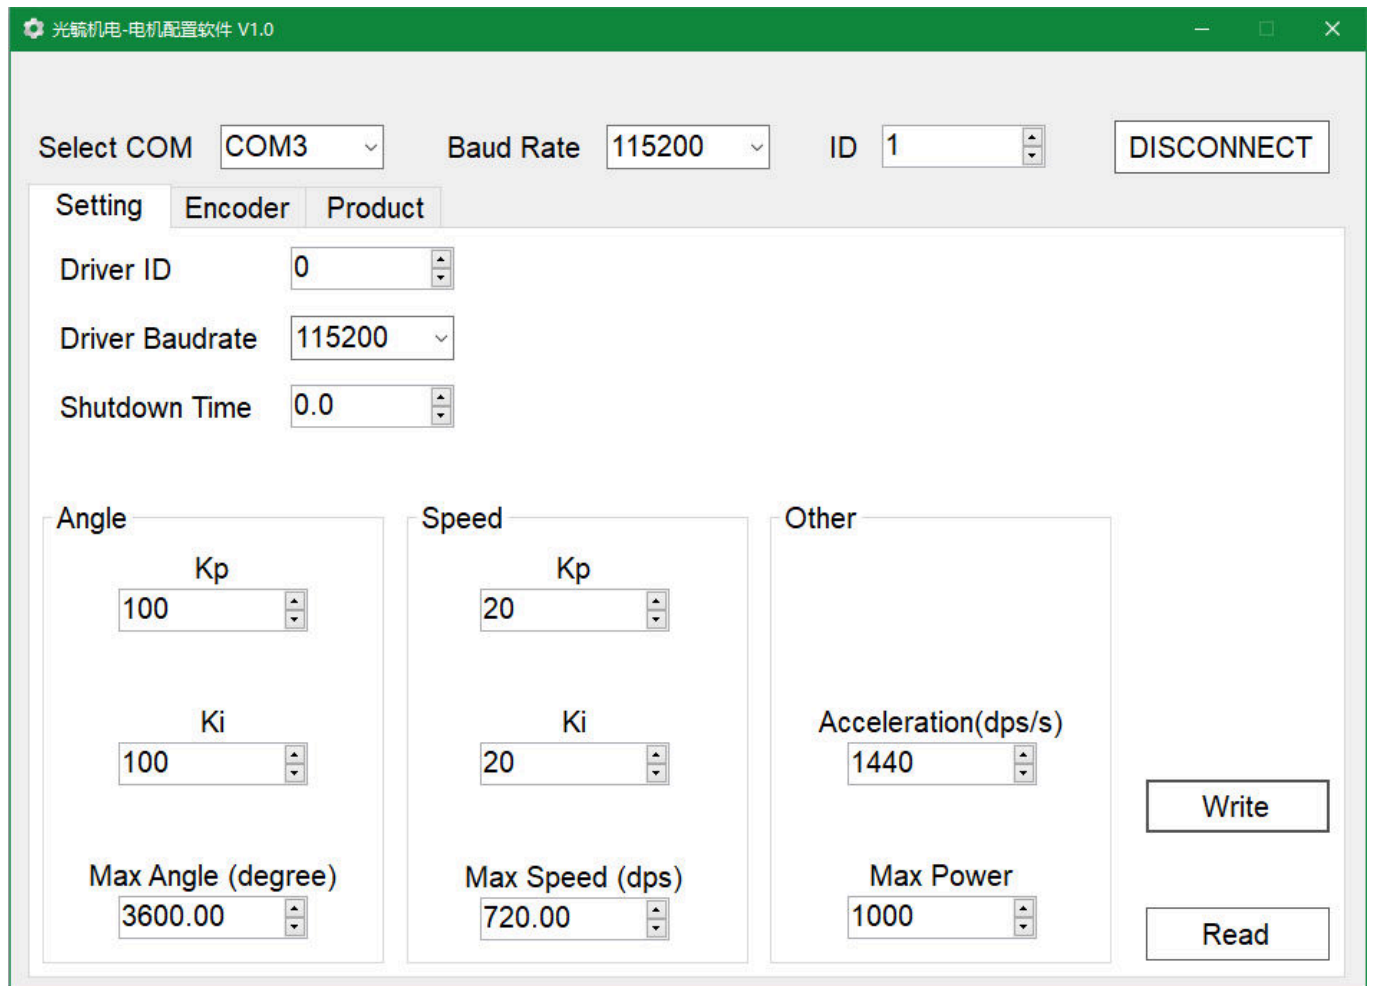 光毓机电-电机配置软件 V1.0
Select COM COM3 Baud Rate 115200 ID 1 DISCONNECT
Setting Encoder Product
Driver ID 0
Driver Baudrate 115200
Shutdown Time 0.0
Angle Speed Other
Kp Kp
100 20
Ki Ki Acceleration(dps/s)
100 20 1440
Write
Max Angle (degree) Max Speed (dps) Max Power
3600.00 720.00 1000
Read